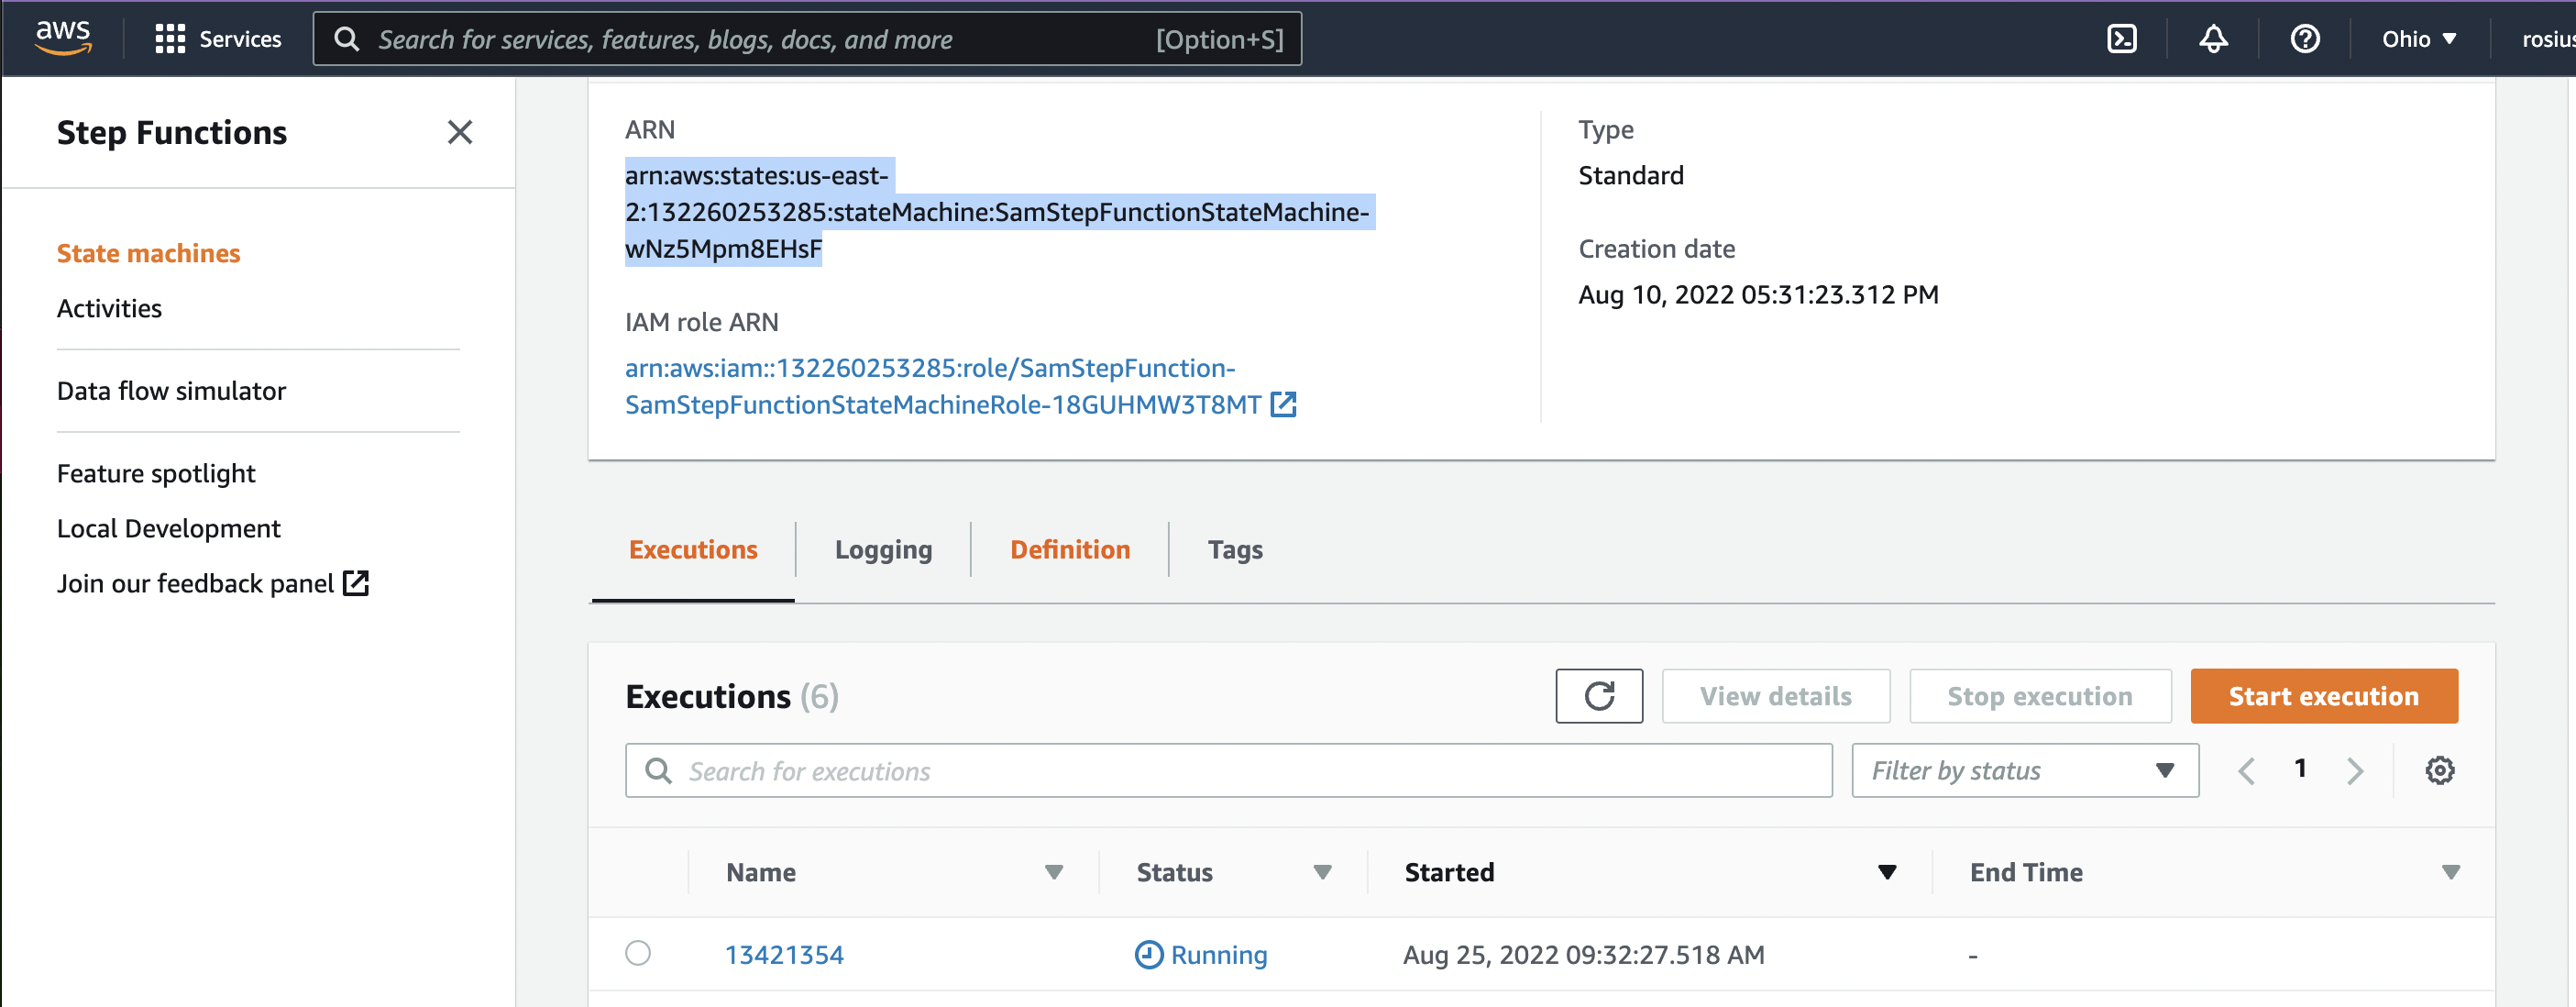 aws Services Search for services, features, blogs, docs, and more [Option+S] Ohio rosius
Step Functions
State machines
Activities
Data flow simulator
Feature spotlight
Local Development
Join our feedback panel
ARN
arn:aws:states:us-east-
2:132260253285:stateMachine:SamStepFunctionStateMachine-
wNz5Mpm8EHsF
IAM role ARN
arn:aws:iam::132260253285:role/SamStepFunction-
SamStepFunctionStateMachineRole-18GUHMW3T8MT
Type
Standard
Creation date
Aug 10, 2022 05:31:23.312 PM
Executions Logging Definition Tags
Executions (6) View details Stop execution Start execution
Search for executions Filter by status 1
Name Status Started End Time
13421354 Running Aug 25, 2022 09:32:27.518 AM -